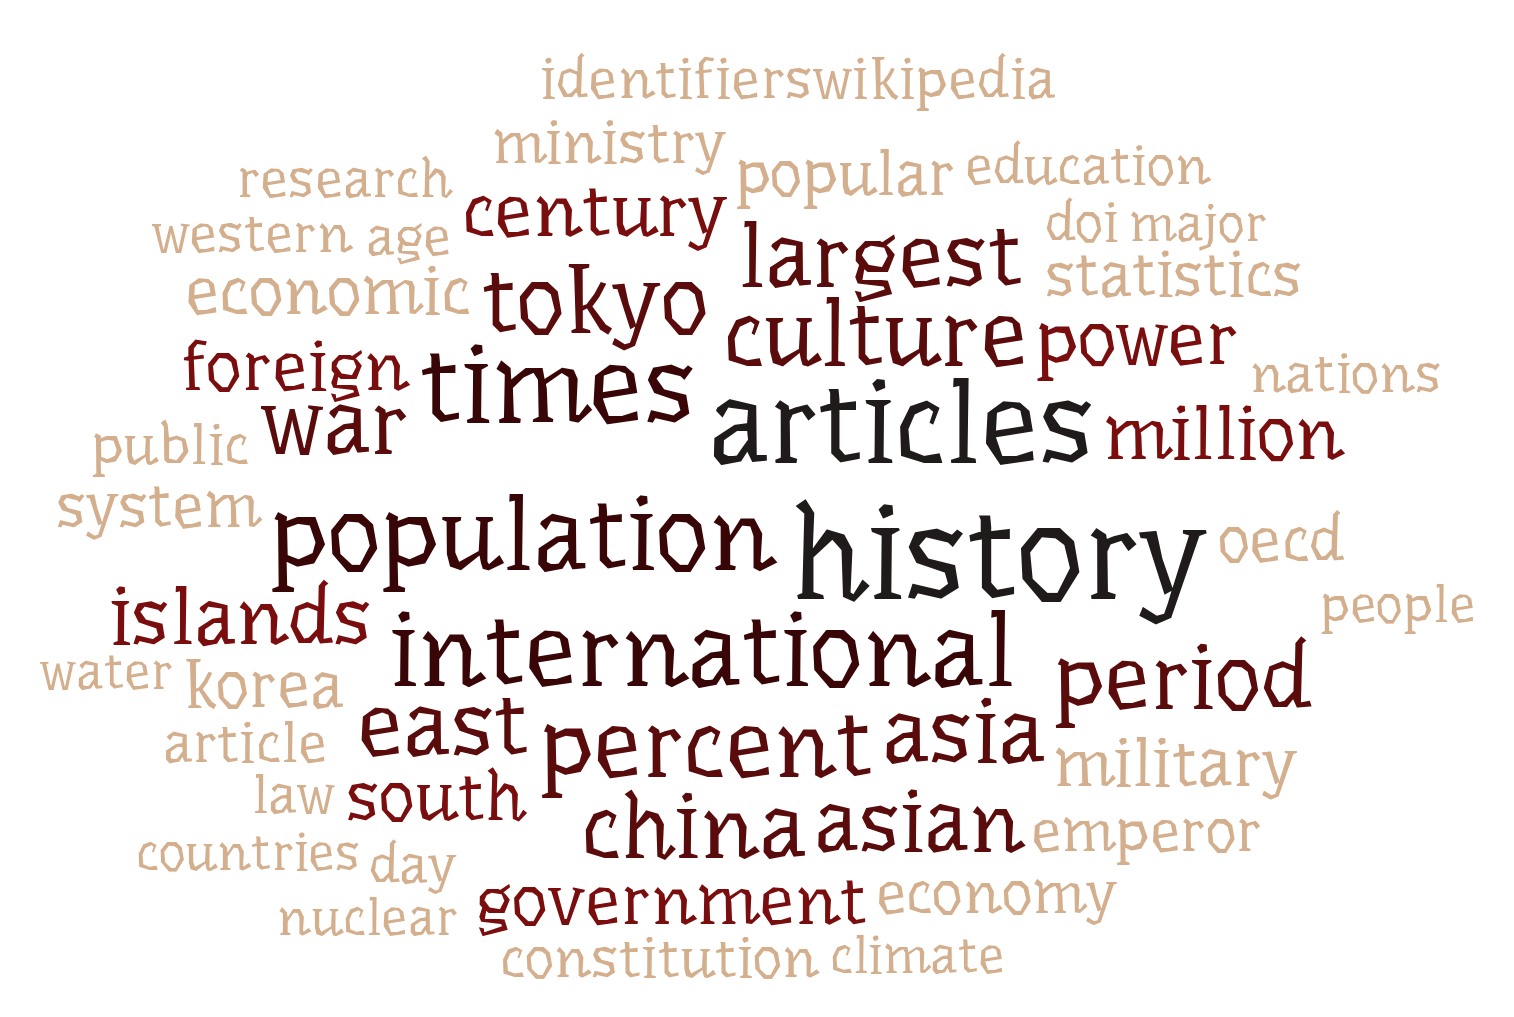 identifierswikipedia
ministry
research
popular education
century
western age
doi major
largest
economic
tokyo
statistics
culture power
foreign
times
nations
war
articles million
public
system
population
history
oecd
islands
people
international
water korea
period
east
percent asia
article
military
law south
china asian
emperor
countries day
government economy
nuclear
constitution climate